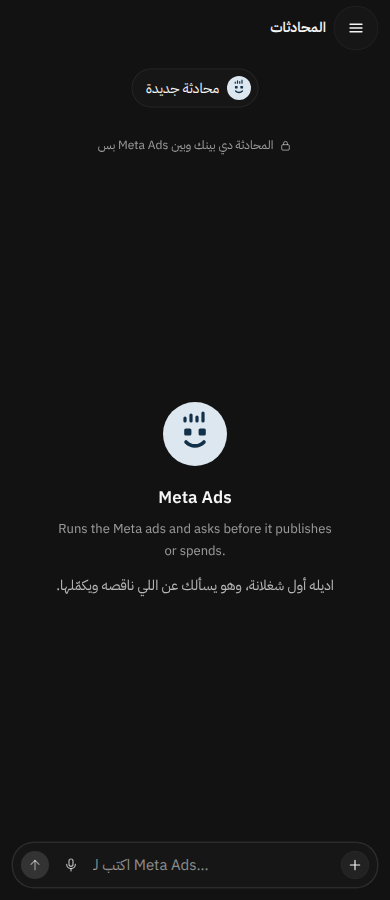 المحادثات
محادثة جديدة
المحادثة دي بينك وبين Meta Ads بس
Meta Ads
Runs the Meta ads and asks before it publishes
or spends.
اديله أول شغلانة، وهو يسألك عن اللي ناقصه ويكمّلها.
اكتب لـ Meta Ads...